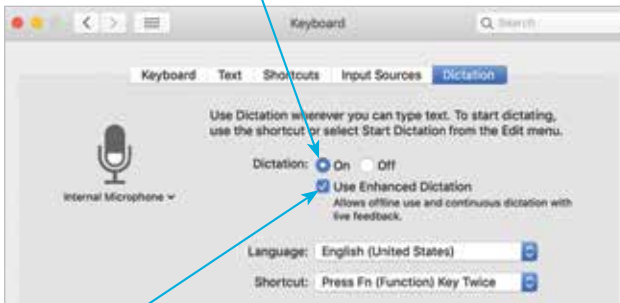 Keyboard
Search
Keyboard Text Shortcuts Input Sources Dictation
Use Dictation wherever you can type text. To start dictating,
use the shortcut or select Start Dictation from the Edit menu.
Dictation: On Off
Use Enhanced Dictation
Internal Microphone
Allows offline use and continuous dictation with
live feedback.
Language: English (United States)
Shortcut: Press Fn (Function) Key Twice